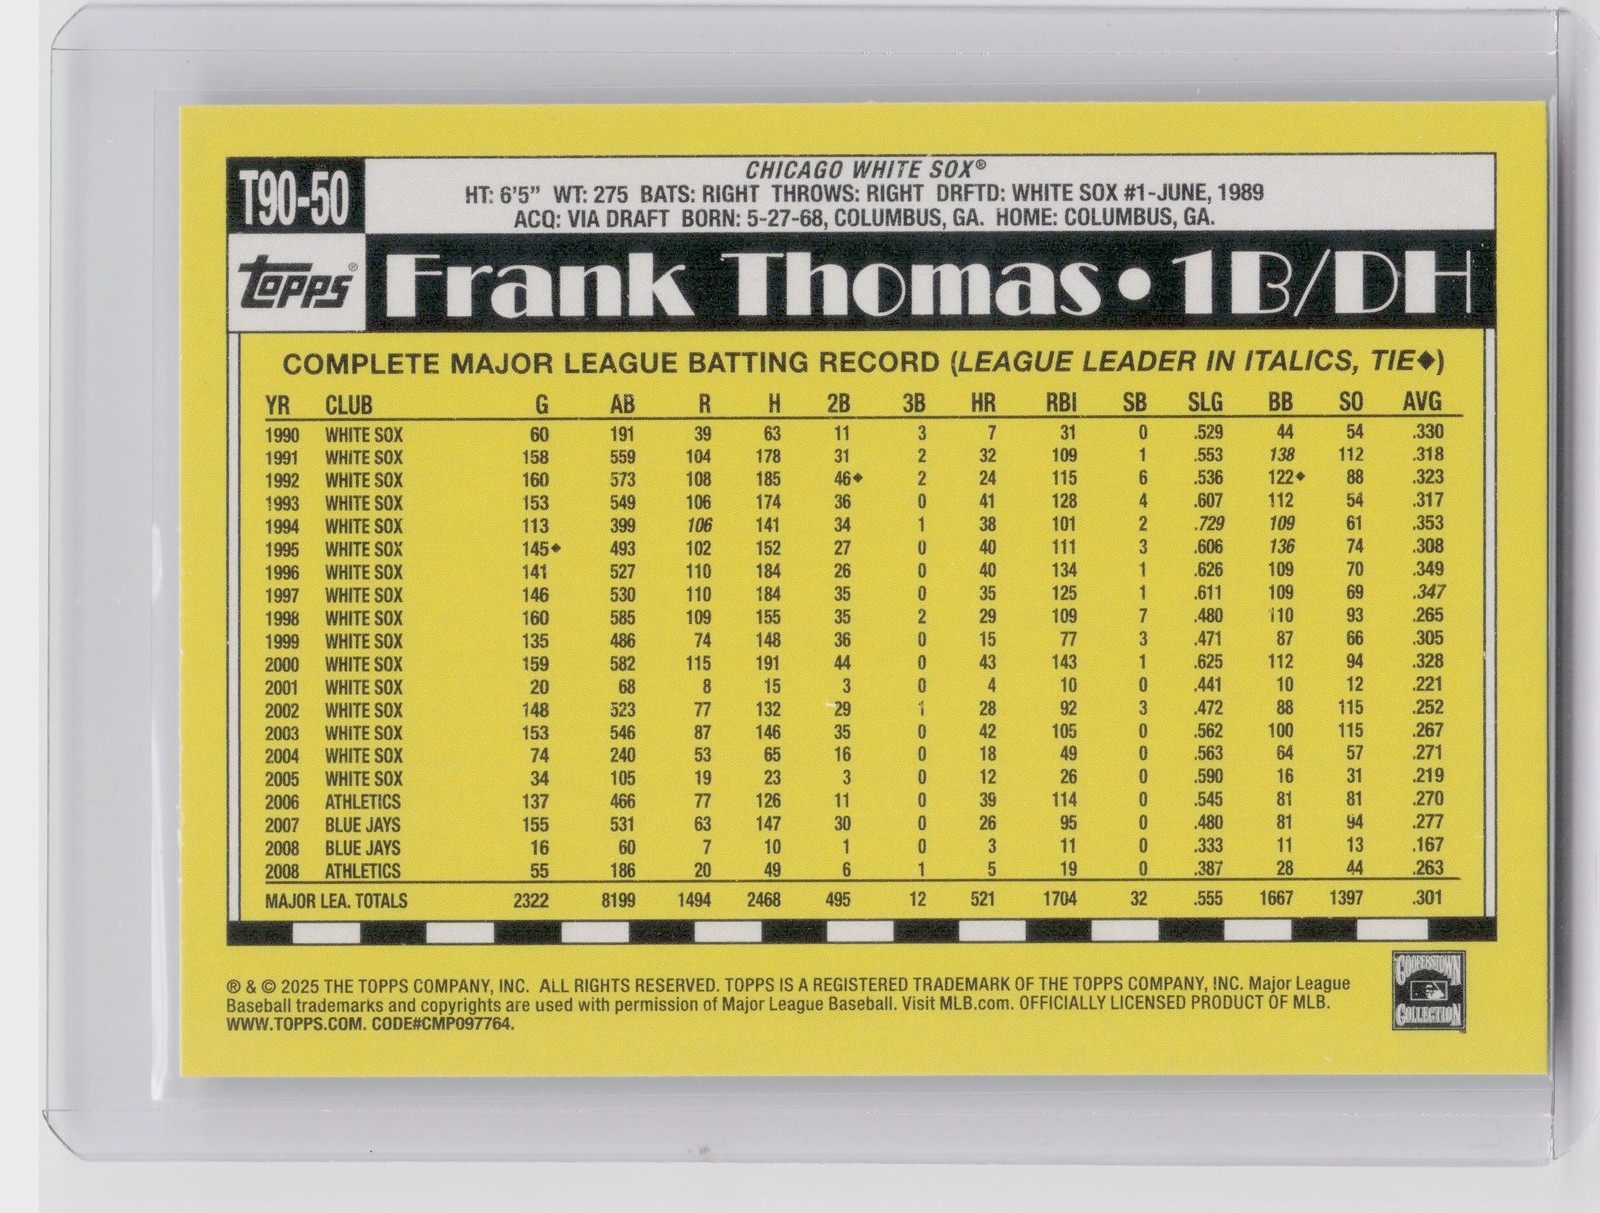 T90-50
CHICAGO WHITE SOX®
HT: 6'5" WT: 275 BATS: RIGHT THROWS: RIGHT DRFTD: WHITE SOX #1-JUNE, 1989
ACQ: VIA DRAFT BORN: 5-27-68, COLUMBUS, GA. HOME: COLUMBUS, GA.
topps® Frank Thomas • 1B/DH
COMPLETE MAJOR LEAGUE BATTING RECORD (LEAGUE LEADER IN ITALICS, TIE◆)
YR CLUB G AB R H 2B 3B HR RBI SB SLG BB SO AVG
1990 WHITE SOX 60 191 39 63 11 3 7 31 0 .529 44 54 .330
1991 WHITE SOX 158 559 104 178 31 2 32 109 1 .553 138 112 .318
1992 WHITE SOX 160 573 108 185 46◆ 2 24 115 6 .536 122◆ 88 .323
1993 WHITE SOX 153 549 106 174 36 0 41 128 4 .607 112 54 .317
1994 WHITE SOX 113 399 106 141 34 1 38 101 2 .729 109 61 .353
1995 WHITE SOX 145◆ 493 102 152 27 0 40 111 3 .606 136 74 .308
1996 WHITE SOX 141 527 110 184 26 0 40 134 1 .626 109 70 .349
1997 WHITE SOX 146 530 110 184 35 0 35 125 1 .611 109 69 .347
1998 WHITE SOX 160 585 109 155 35 2 29 109 7 .480 110 93 .265
1999 WHITE SOX 135 486 74 148 36 0 15 77 3 .471 87 66 .305
2000 WHITE SOX 159 582 115 191 44 0 43 143 1 .625 112 94 .328
2001 WHITE SOX 20 68 8 15 3 0 4 10 0 .441 10 12 .221
2002 WHITE SOX 148 523 77 132 29 1 28 92 3 .472 88 115 .252
2003 WHITE SOX 153 546 87 146 35 0 42 105 0 .562 100 115 .267
2004 WHITE SOX 74 240 53 65 16 0 18 49 0 .563 64 57 .271
2005 WHITE SOX 34 105 19 23 3 0 12 26 0 .590 16 31 .219
2006 ATHLETICS 137 466 77 126 11 0 39 114 0 .545 81 81 .270
2007 BLUE JAYS 155 531 63 147 30 0 26 95 0 .480 81 94 .277
2008 BLUE JAYS 16 60 7 10 1 0 3 11 0 .333 11 13 .167
2008 ATHLETICS 55 186 20 49 6 1 5 19 0 .387 28 44 .263
MAJOR LEA. TOTALS 2322 8199 1494 2468 495 12 521 1704 32 .555 1667 1397 .301
® & © 2025 THE TOPPS COMPANY, INC. ALL RIGHTS RESERVED. TOPPS IS A REGISTERED TRADEMARK OF THE TOPPS COMPANY, INC. Major League
Baseball trademarks and copyrights are used with permission of Major League Baseball. Visit MLB.com. OFFICIALLY LICENSED PRODUCT OF MLB.
WWW.TOPPS.COM. CODE#CMP097764.
COOPERSTOWN
COLLECTION